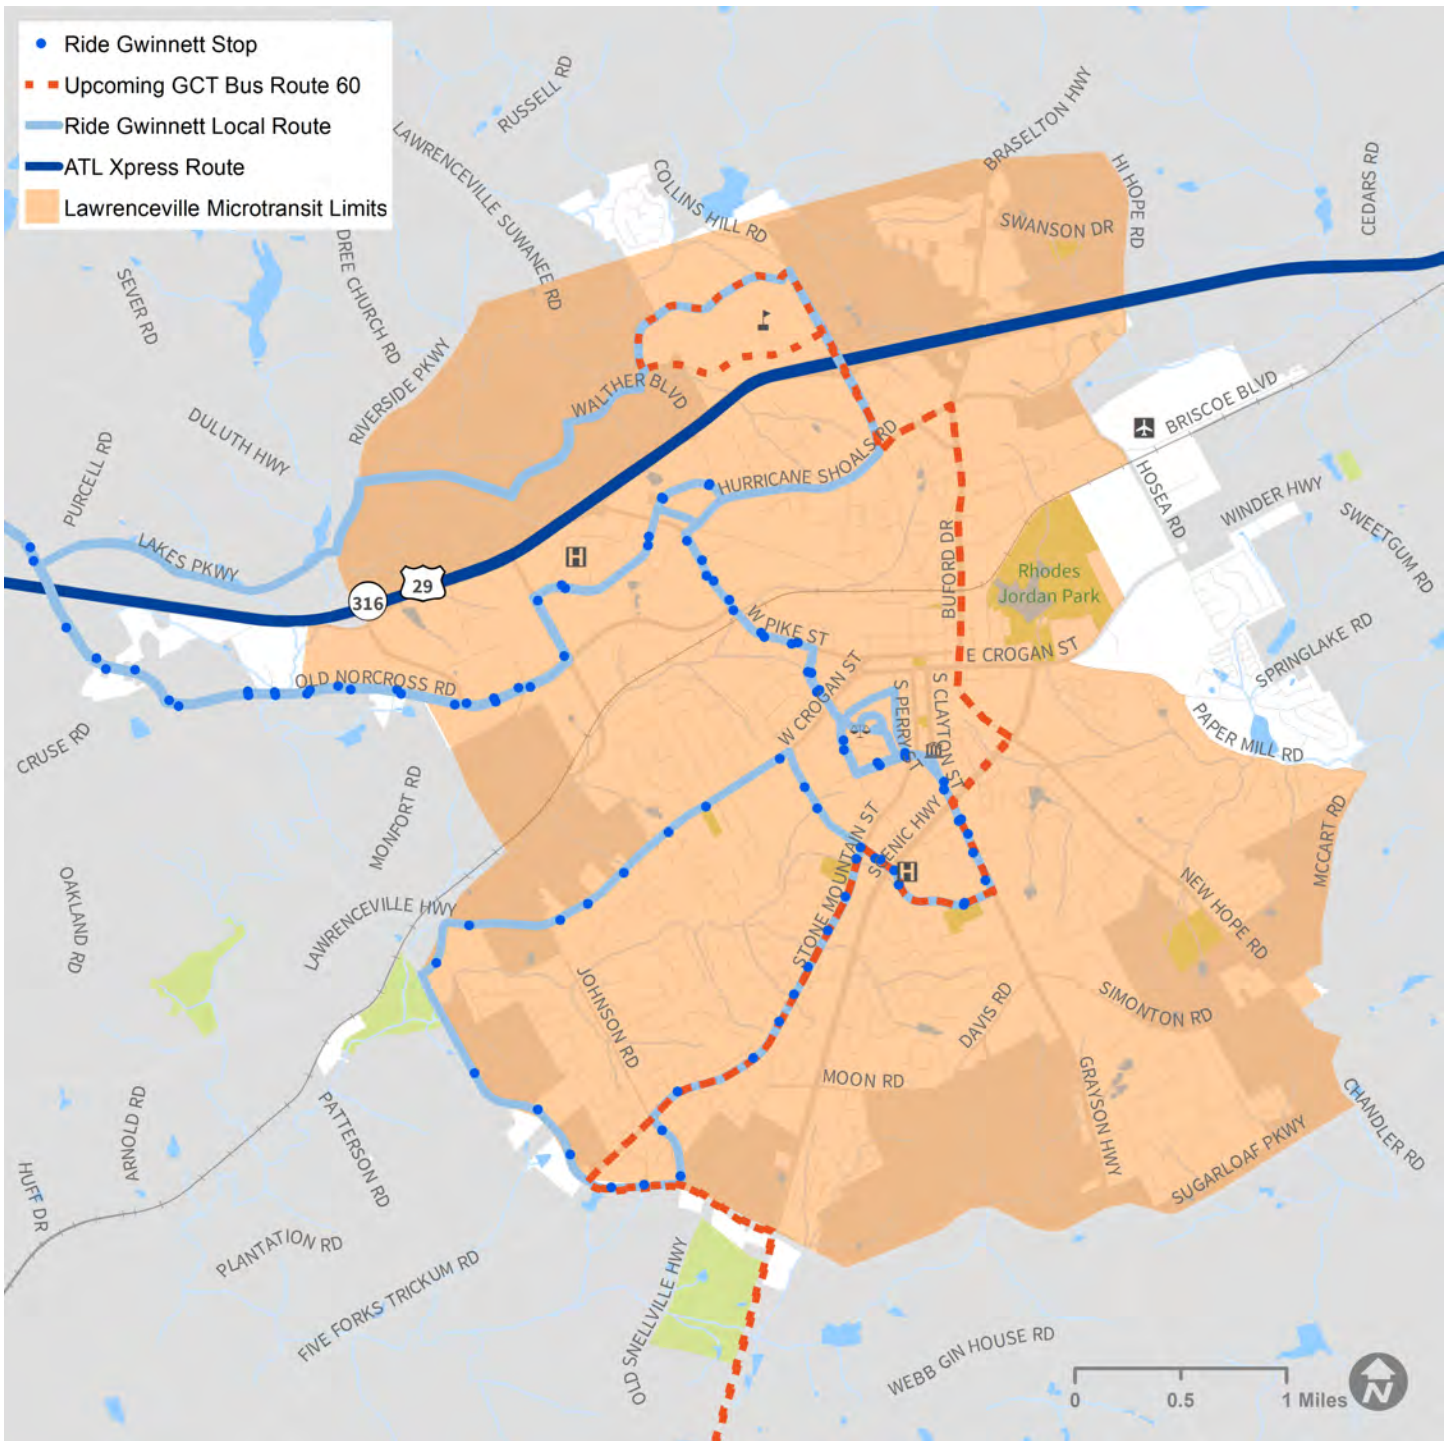 Ride Gwinnett Stop
Upcoming GCT Bus Route 60
Ride Gwinnett Local Route
ATL Xpress Route
Lawrenceville Microtransit Limits
RUSSELL RD
BRASELTON HWY
LAWRENCEVILLE SUWANEE RD
COLLINS HILL RD
HI HOPE RD
CEDARS RD
SWANSON DR
DREE CHURCH RD
SEVER RD
RIVERSIDE PKWY
WALTHER BLVD
BRISCOE BLVD
DULUTH HWY
PURCELL RD
HURRICANE SHOALS RD
HOSEA RD
WINDER HWY
SWEETGUM RD
LAKES PKWY
BUFORD DR
H
29
316
Rhodes
Jordan Park
W PIKE ST
E CROGAN ST
SPRINGLAKE RD
OLD NORCROSS RD
W CROGAN ST
S PERRY ST
S CLAYTON ST
PAPER MILL RD
CRUSE RD
MONFORT RD
SCENIC HWY
STONE MOUNTAIN ST
H
MCCART RD
NEW HOPE RD
OAKLAND RD
LAWRENCEVILLE HWY
JOHNSON RD
DAVIS RD
SIMONTON RD
MOON RD
GRAYSON HWY
CHANDLER RD
SUGARLOAF PKWY
ARNOLD RD
PATTERSON RD
HUFF DR
PLANTATION RD
FIVE FORKS TRICKUM RD
OLD SNELLVILLE HWY
WEBB GIN HOUSE RD
0 0.5 1 Miles
N